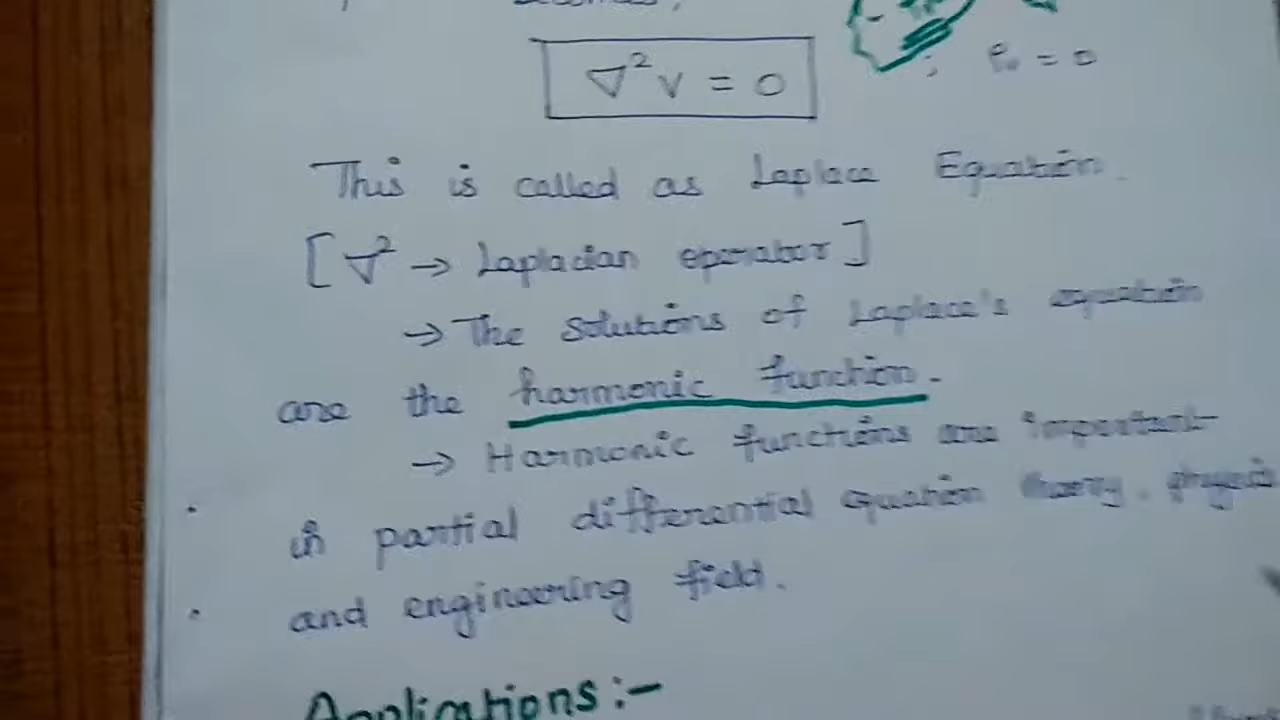 ∇²V = 0
; ρᵥ = 0
This is called as Laplace Equation.
[∇² → Laplacian operator]
→ The solutions of Laplace's equation
are the harmonic function.
→ Harmonic functions are important
in partial differential equation theory, physics
and engineering field.
Applications :-